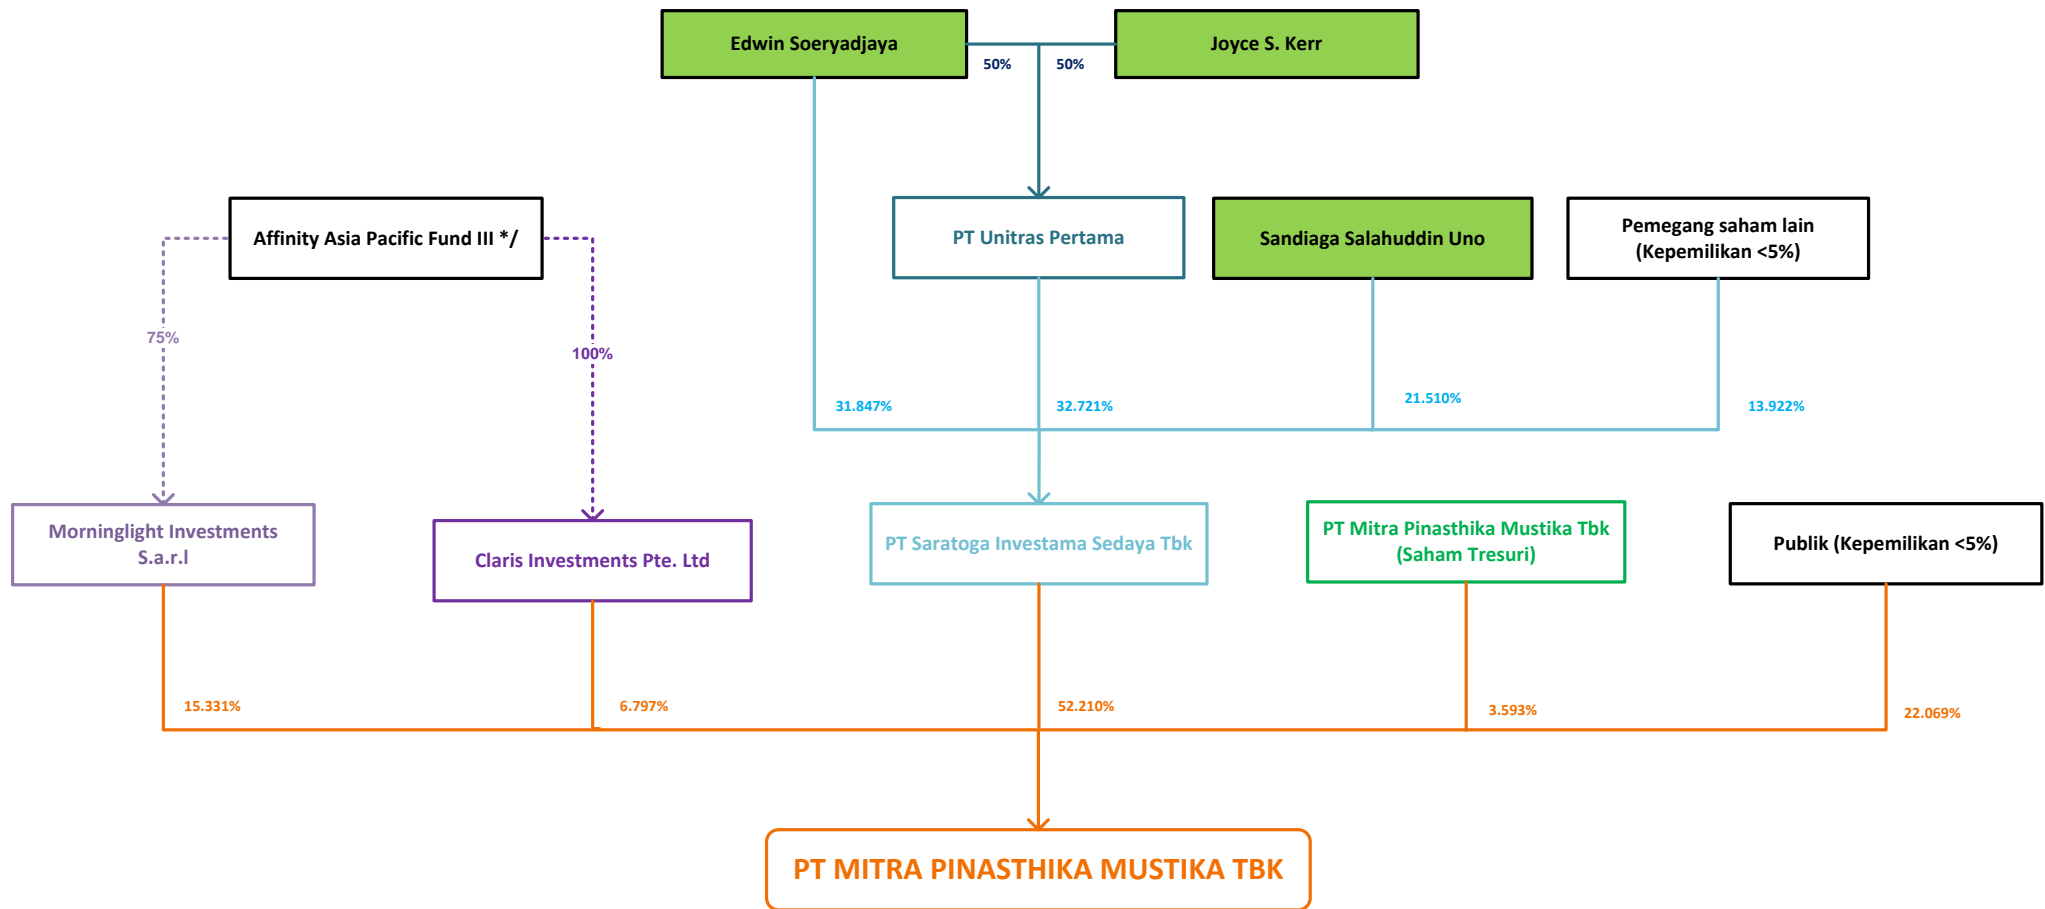 Edwin Soeryadjaya
Joyce S. Kerr
50%
50%
Affinity Asia Pacific Fund III */
PT Unitras Pertama
Sandiaga Salahuddin Uno
Pemegang saham lain
(Kepemilikan <5%)
75%
100%
31.847%
32.721%
21.510%
13.922%
Morninglight Investments
S.a.r.l
Claris Investments Pte. Ltd
PT Saratoga Investama Sedaya Tbk
PT Mitra Pinasthika Mustika Tbk
(Saham Tresuri)
Publik (Kepemilikan <5%)
15.331%
6.797%
52.210%
3.593%
22.069%
PT MITRA PINASTHIKA MUSTIKA TBK